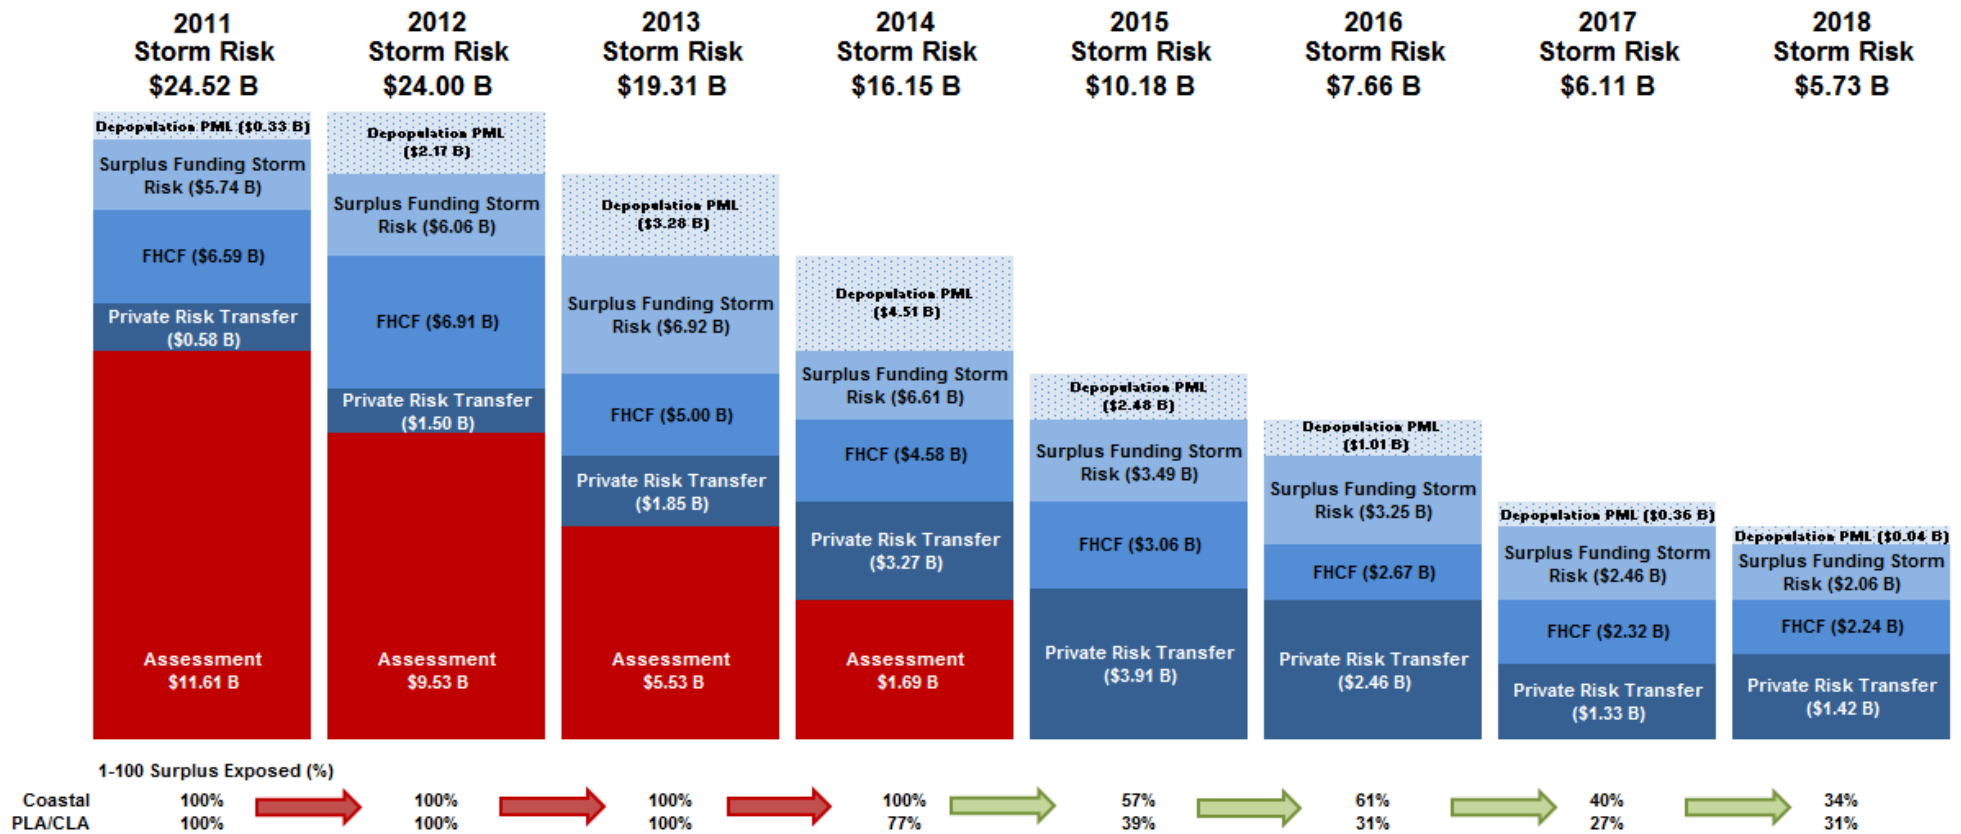 2011
Storm Risk
$24.52 B
2012
Storm Risk
$24.00 B
2013
Storm Risk
$19.31 B
2014
Storm Risk
$16.15 B
2015
Storm Risk
$10.18 B
2016
Storm Risk
$7.66 B
2017
Storm Risk
$6.11 B
2018
Storm Risk
$5.73 B
Depopulation PML ($0.33 B)
Surplus Funding Storm
Risk ($5.74 B)
FHCF ($6.59 B)
Private Risk Transfer
($0.58 B)
Assessment
$11.61 B
Depopulation PML
($2.17 B)
Surplus Funding Storm
Risk ($6.06 B)
FHCF ($6.91 B)
Private Risk Transfer
($1.50 B)
Assessment
$9.53 B
Depopulation PML
($3.28 B)
Surplus Funding Storm
Risk ($6.92 B)
FHCF ($5.00 B)
Private Risk Transfer
($1.85 B)
Assessment
$5.53 B
Depopulation PML
($4.51 B)
Surplus Funding Storm
Risk ($6.61 B)
FHCF ($4.58 B)
Private Risk Transfer
($3.27 B)
Assessment
$1.69 B
Depopulation PML
($2.48 B)
Surplus Funding Storm
Risk ($3.49 B)
FHCF ($3.06 B)
Private Risk Transfer
($3.91 B)
Depopulation PML
($1.01 B)
Surplus Funding Storm
Risk ($3.25 B)
FHCF ($2.67 B)
Private Risk Transfer
($2.46 B)
Depopulation PML ($0.36 B)
Surplus Funding Storm
Risk ($2.46 B)
FHCF ($2.32 B)
Private Risk Transfer
($1.33 B)
Depopulation PML ($0.04 B)
Surplus Funding Storm
Risk ($2.06 B)
FHCF ($2.24 B)
Private Risk Transfer
($1.42 B)
1-100 Surplus Exposed (%)
Coastal 100% 100% 100% 100% 57% 61% 40% 34%
PLA/CLA 100% 100% 100% 77% 39% 31% 27% 31%